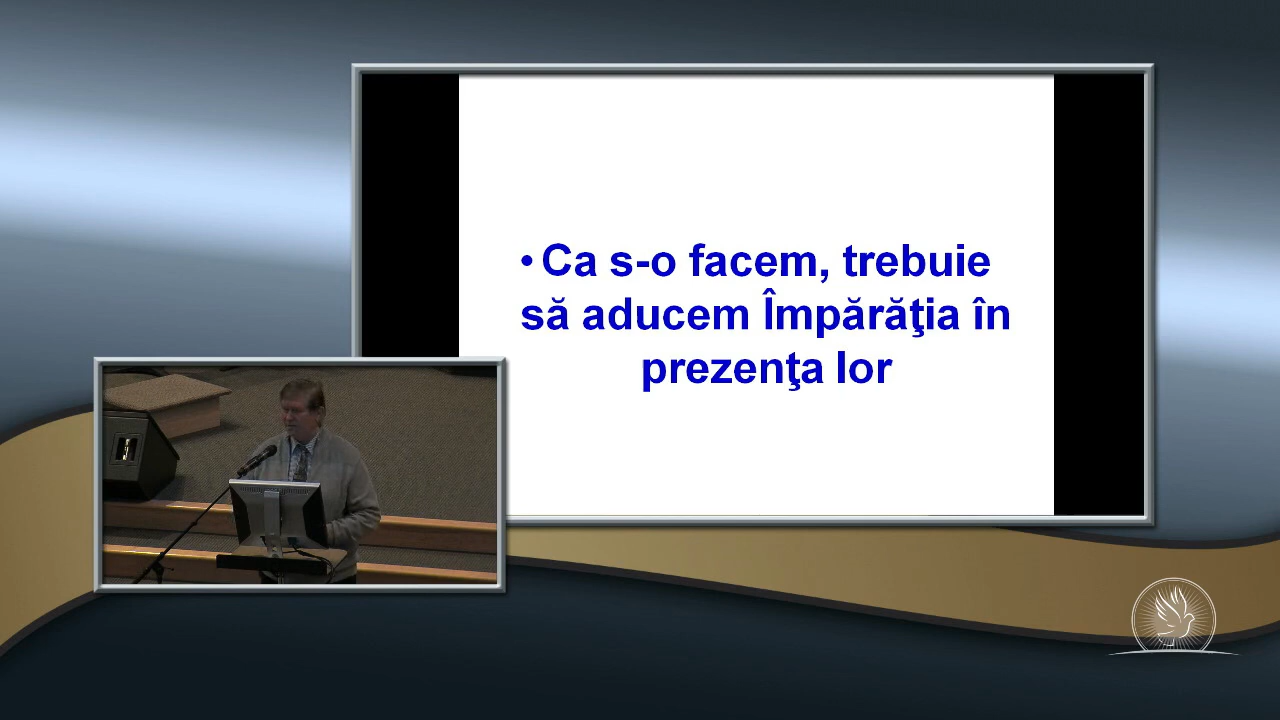 • Ca s-o facem, trebuie
să aducem Împărăţia în
prezenţa lor